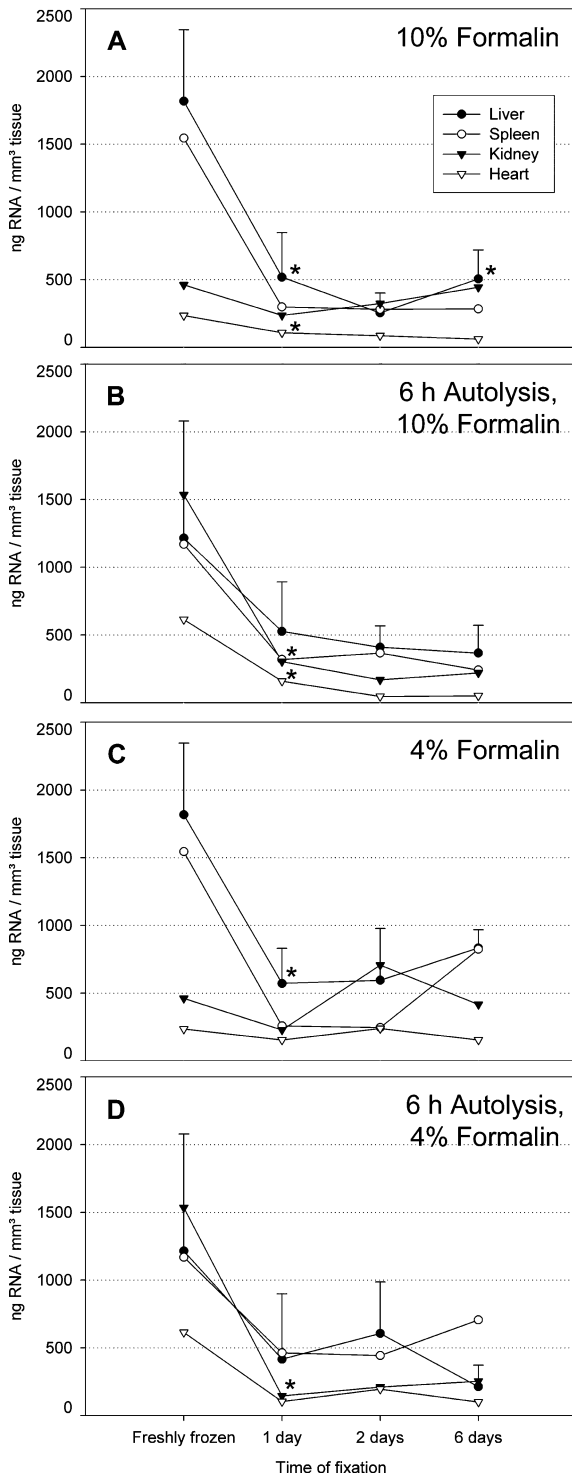 A
10% Formalin
2500
2000
1500
1000
500
0
ng RNA / mm³ tissue
Liver
Spleen
Kidney
Heart
*
*
*
B
6 h Autolysis,
10% Formalin
2500
2000
1500
1000
500
0
ng RNA / mm³ tissue
*
*
C
4% Formalin
2500
2000
1500
1000
500
0
ng RNA / mm³ tissue
*
D
6 h Autolysis,
4% Formalin
2500
2000
1500
1000
500
0
ng RNA / mm³ tissue
*
Freshly frozen 1 day 2 days 6 days
Time of fixation